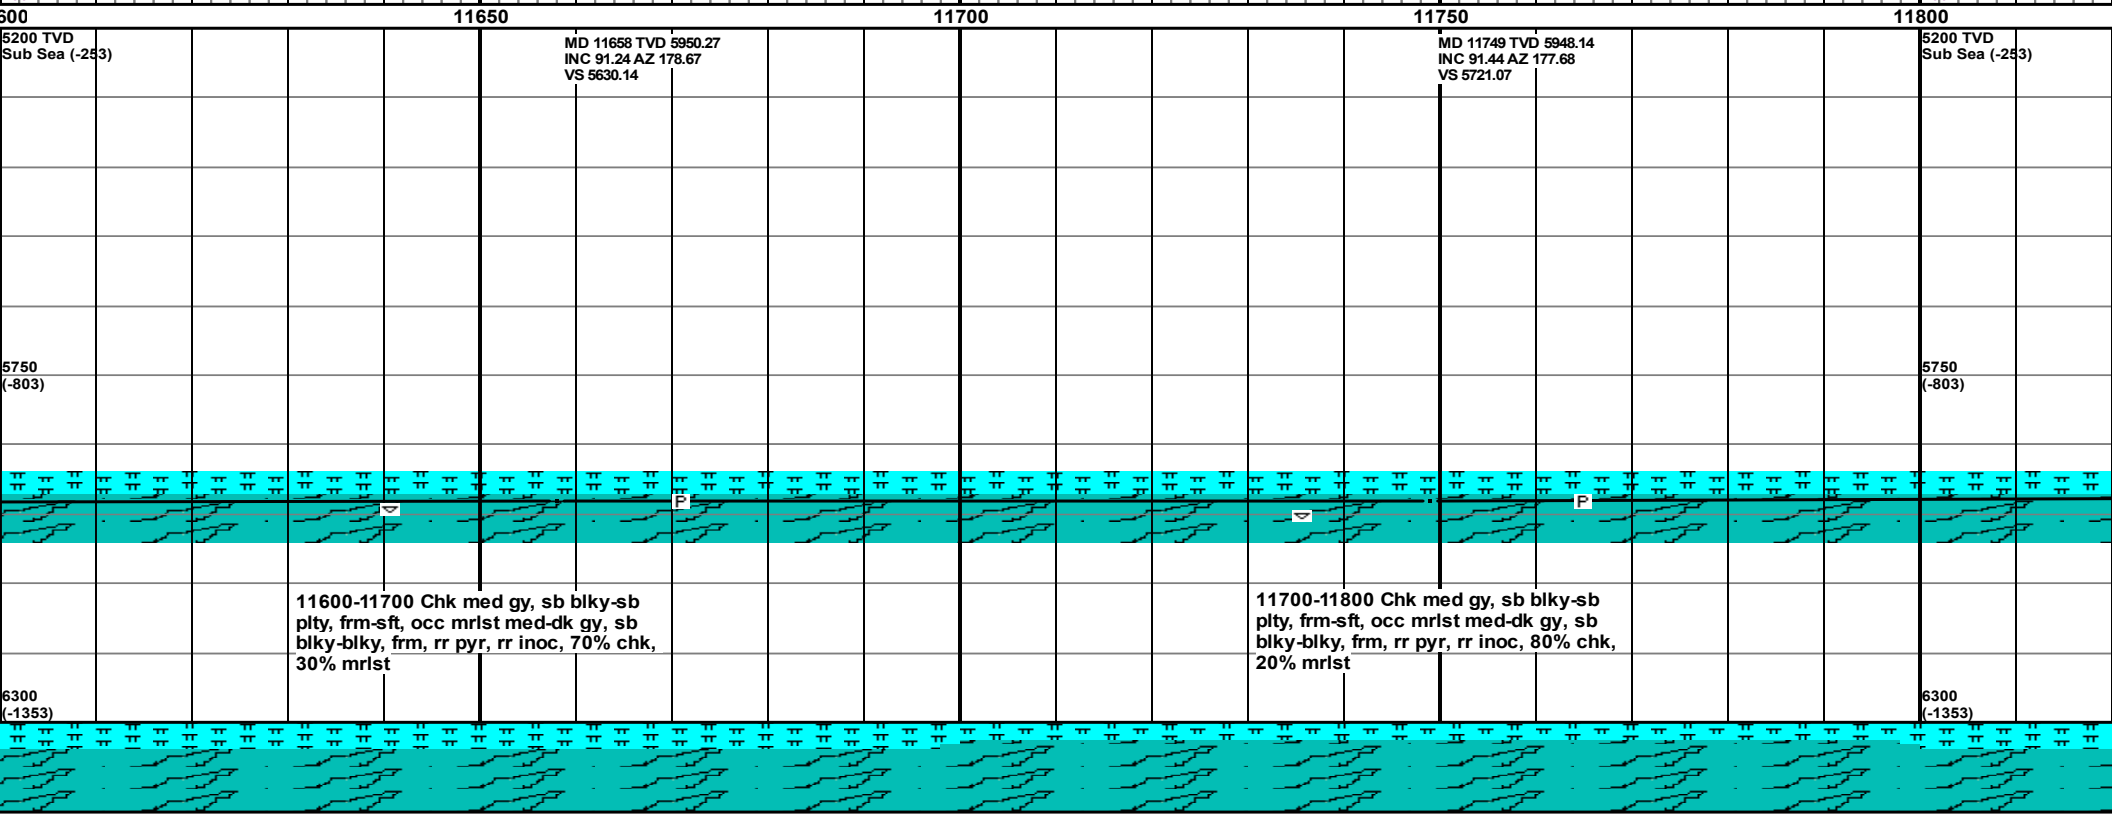 600 11650 11700 11750 11800
5200 TVD
Sub Sea (-253)
MD 11658 TVD 5950.27
INC 91.24 AZ 178.67
VS 5630.14
MD 11749 TVD 5948.14
INC 91.44 AZ 177.68
VS 5721.07
5200 TVD
Sub Sea (-253)
5750
(-803)
5750
(-803)
P
P
11600-11700 Chk med gy, sb blky-sb
plty, frm-sft, occ mrlst med-dk gy, sb
blky-blky, frm, rr pyr, rr inoc, 70% chk,
30% mrlst
11700-11800 Chk med gy, sb blky-sb
plty, frm-sft, occ mrlst med-dk gy, sb
blky-blky, frm, rr pyr, rr inoc, 80% chk,
20% mrlst
6300
(-1353)
6300
(-1353)